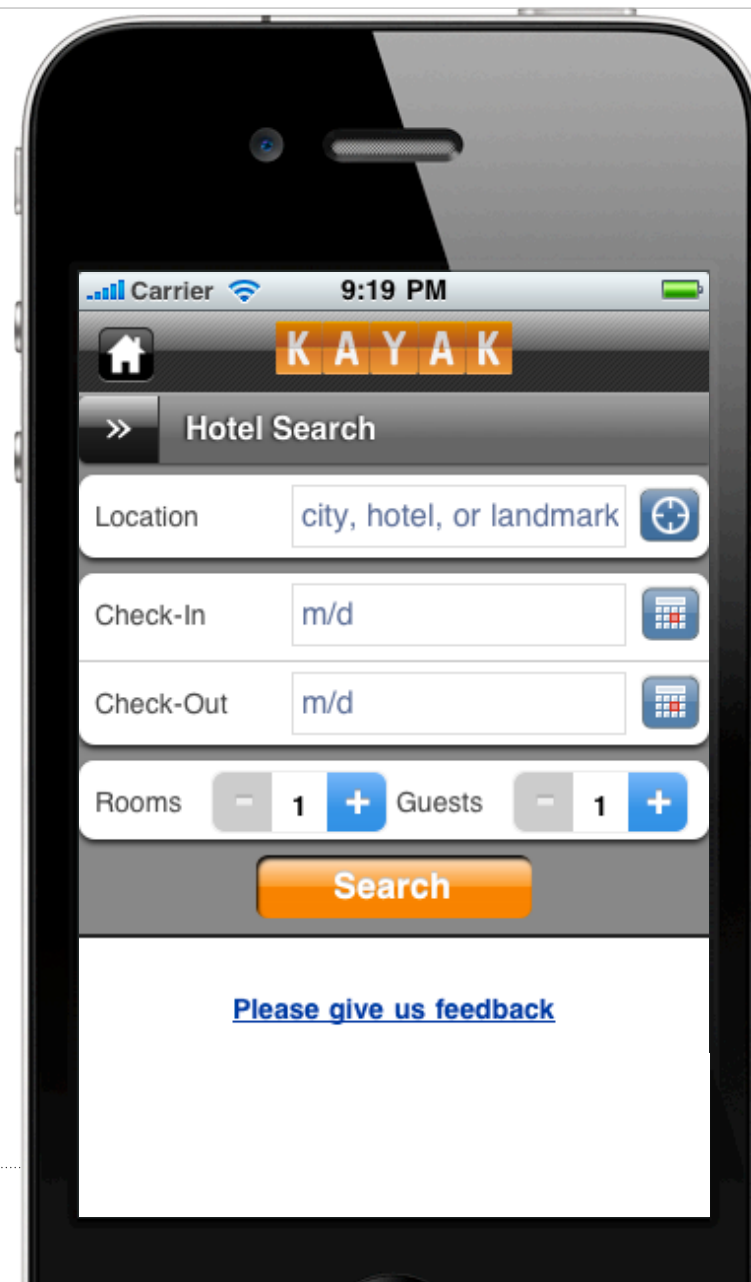 Carrier 9:19 PM
KAYAK
Hotel Search
Location city, hotel, or landmark
Check-In m/d
Check-Out m/d
Rooms - 1 + Guests - 1 +
Search
Please give us feedback